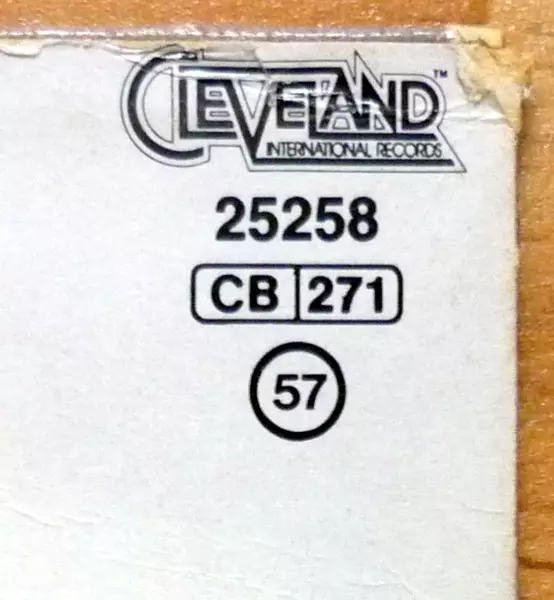 CLEVELAND™
INTERNATIONAL RECORDS
25258
CB 271
57